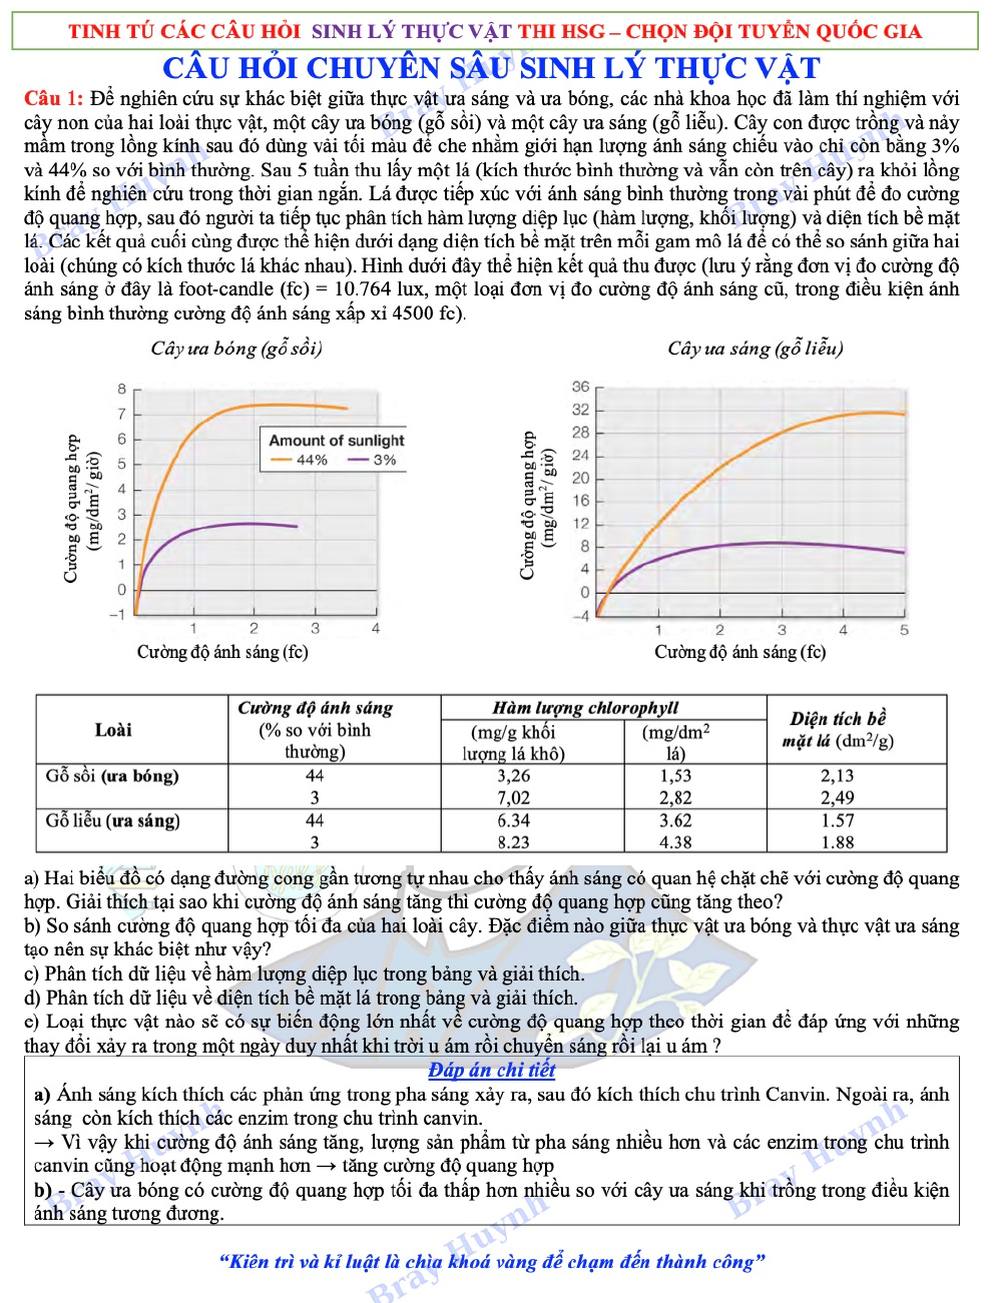 TINH TÚ CÁC CÂU HỎI SINH LÝ THỰC VẬT THI HSG – CHỌN ĐỘI TUYỂN QUỐC GIA
CÂU HỎI CHUYÊN SÂU SINH LÝ THỰC VẬT
Câu 1: Để nghiên cứu sự khác biệt giữa thực vật ưa sáng và ưa bóng, các nhà khoa học đã làm thí nghiệm với
cây non của hai loài thực vật, một cây ưa bóng (gỗ sồi) và một cây ưa sáng (gỗ liễu). Cây con được trồng và nảy
mầm trong lồng kính sau đó dùng vải tối màu để che nhằm giới hạn lượng ánh sáng chiếu vào chỉ còn bằng 3%
và 44% so với bình thường. Sau 5 tuần thu lấy một lá (kích thước bình thường và vẫn còn trên cây) ra khỏi lồng
kính để nghiên cứu trong thời gian ngắn. Lá được tiếp xúc với ánh sáng bình thường trong vài phút để đo cường
độ quang hợp, sau đó người ta tiếp tục phân tích hàm lượng diệp lục (hàm lượng, khối lượng) và diện tích bề mặt
lá. Các kết quả cuối cùng được thể hiện dưới dạng diện tích bề mặt trên mỗi gam mô lá để có thể so sánh giữa hai
loài (chúng có kích thước lá khác nhau). Hình dưới đây thể hiện kết quả thu được (lưu ý rằng đơn vị đo cường độ
ánh sáng ở đây là foot-candle (fc) = 10.764 lux, một loại đơn vị đo cường độ ánh sáng cũ, trong điều kiện ánh
sáng bình thường cường độ ánh sáng xấp xỉ 4500 fc).
Cây ưa bóng (gỗ sồi)
8
7
6
5
4
3
2
1
0
–1
Cường độ quang hợp
(mg/dm2/ giờ)
Amount of sunlight
44% 3%
1 2 3 4
Cường độ ánh sáng (fc)
Cây ưa sáng (gỗ liễu)
36
32
28
24
20
16
12
8
4
0
–4
Cường độ quang hợp
(mg/dm2/ giờ)
1 2 3 4 5
Cường độ ánh sáng (fc)
Loài
Cường độ ánh sáng
(% so với bình
thường)
Hàm lượng chlorophyll
(mg/g khối
lượng lá khô)
(mg/dm2
lá)
Diện tích bề
mặt lá (dm2/g)
Gỗ sồi (ưa bóng) 44 3,26 1,53 2,13
3 7,02 2,82 2,49
Gỗ liễu (ưa sáng) 44 6.34 3.62 1.57
3 8.23 4.38 1.88
a) Hai biểu đồ có dạng đường cong gần tương tự nhau cho thấy ánh sáng có quan hệ chặt chẽ với cường độ quang
hợp. Giải thích tại sao khi cường độ ánh sáng tăng thì cường độ quang hợp cũng tăng theo?
b) So sánh cường độ quang hợp tối đa của hai loài cây. Đặc điểm nào giữa thực vật ưa bóng và thực vật ưa sáng
tạo nên sự khác biệt như vậy?
c) Phân tích dữ liệu về hàm lượng diệp lục trong bảng và giải thích.
d) Phân tích dữ liệu về diện tích bề mặt lá trong bảng và giải thích.
e) Loại thực vật nào sẽ có sự biến động lớn nhất về cường độ quang hợp theo thời gian để đáp ứng với những
thay đổi xảy ra trong một ngày duy nhất khi trời u ám rồi chuyển sáng rồi lại u ám ?
Đáp án chi tiết
a) Ánh sáng kích thích các phản ứng trong pha sáng xảy ra, sau đó kích thích chu trình Canvin. Ngoài ra, ánh
sáng còn kích thích các enzim trong chu trình canvin.
→ Vì vậy khi cường độ ánh sáng tăng, lượng sản phẩm từ pha sáng nhiều hơn và các enzim trong chu trình
canvin cũng hoạt động mạnh hơn → tăng cường độ quang hợp
b) - Cây ưa bóng có cường độ quang hợp tối đa thấp hơn nhiều so với cây ưa sáng khi trồng trong điều kiện
ánh sáng tương đương.
“Kiên trì và kỉ luật là chìa khoá vàng để chạm đến thành công”
Bray Huynh
Bray Huynh
Bray Huynh
Bray Huynh
Bray Huynh
Bray Huynh